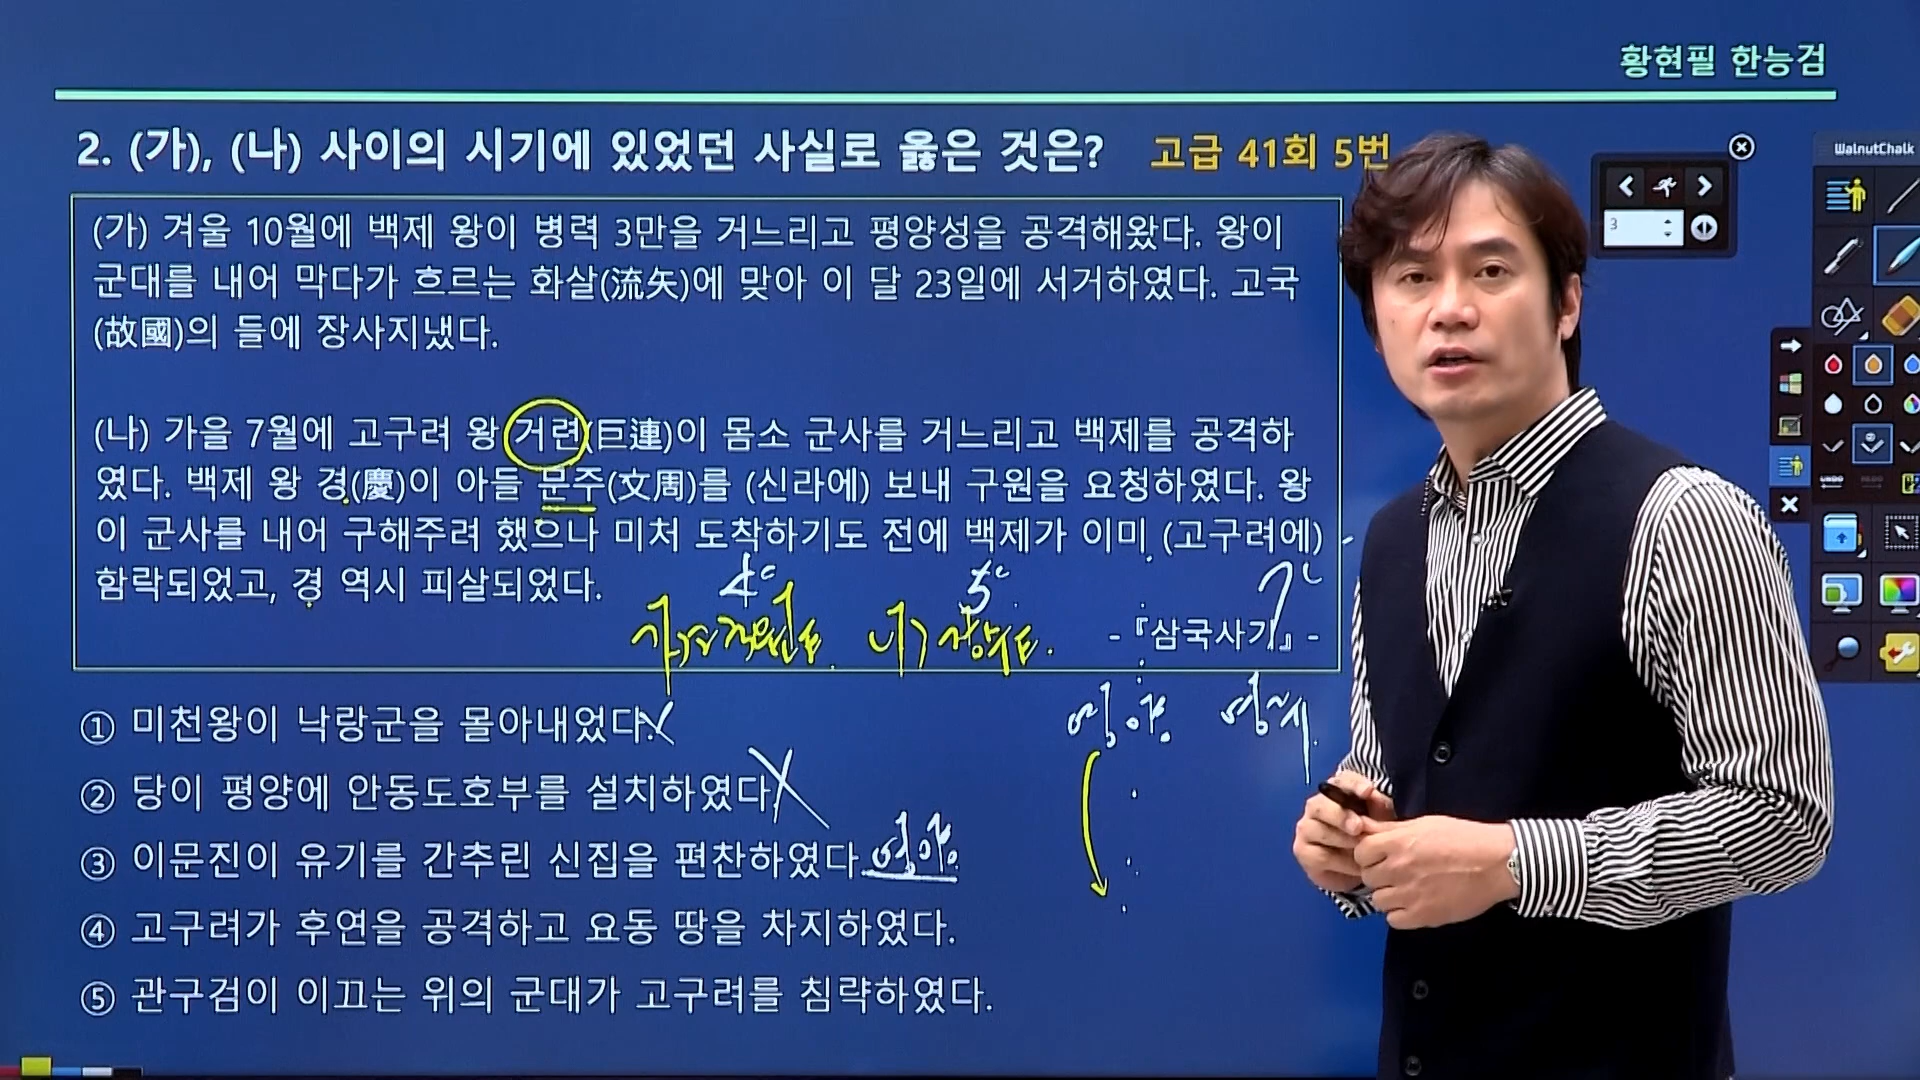 황현필 한능검
2. (가), (나) 사이의 시기에 있었던 사실로 옳은 것은? 고급 41회 5번
WalnutChalk
3
(가) 겨울 10월에 백제 왕이 병력 3만을 거느리고 평양성을 공격해왔다. 왕이
군대를 내어 막다가 흐르는 화살(流矢)에 맞아 이 달 23일에 서거하였다. 고국
(故國)의 들에 장사지냈다.
(나) 가을 7월에 고구려 왕 거련(巨連)이 몸소 군사를 거느리고 백제를 공격하
였다. 백제 왕 경(慶)이 아들 문주(文周)를 (신라에) 보내 구원을 요청하였다. 왕
이 군사를 내어 구해주려 했으나 미처 도착하기도 전에 백제가 이미 (고구려에)
함락되었고, 경 역시 피살되었다.
4c 5c 7c
-『삼국사기』-
① 미천왕이 낙랑군을 몰아내었다.
② 당이 평양에 안동도호부를 설치하였다
③ 이문진이 유기를 간추린 신집을 편찬하였다. 영양.
④ 고구려가 후연을 공격하고 요동 땅을 차지하였다.
⑤ 관구검이 이끄는 위의 군대가 고구려를 침략하였다.